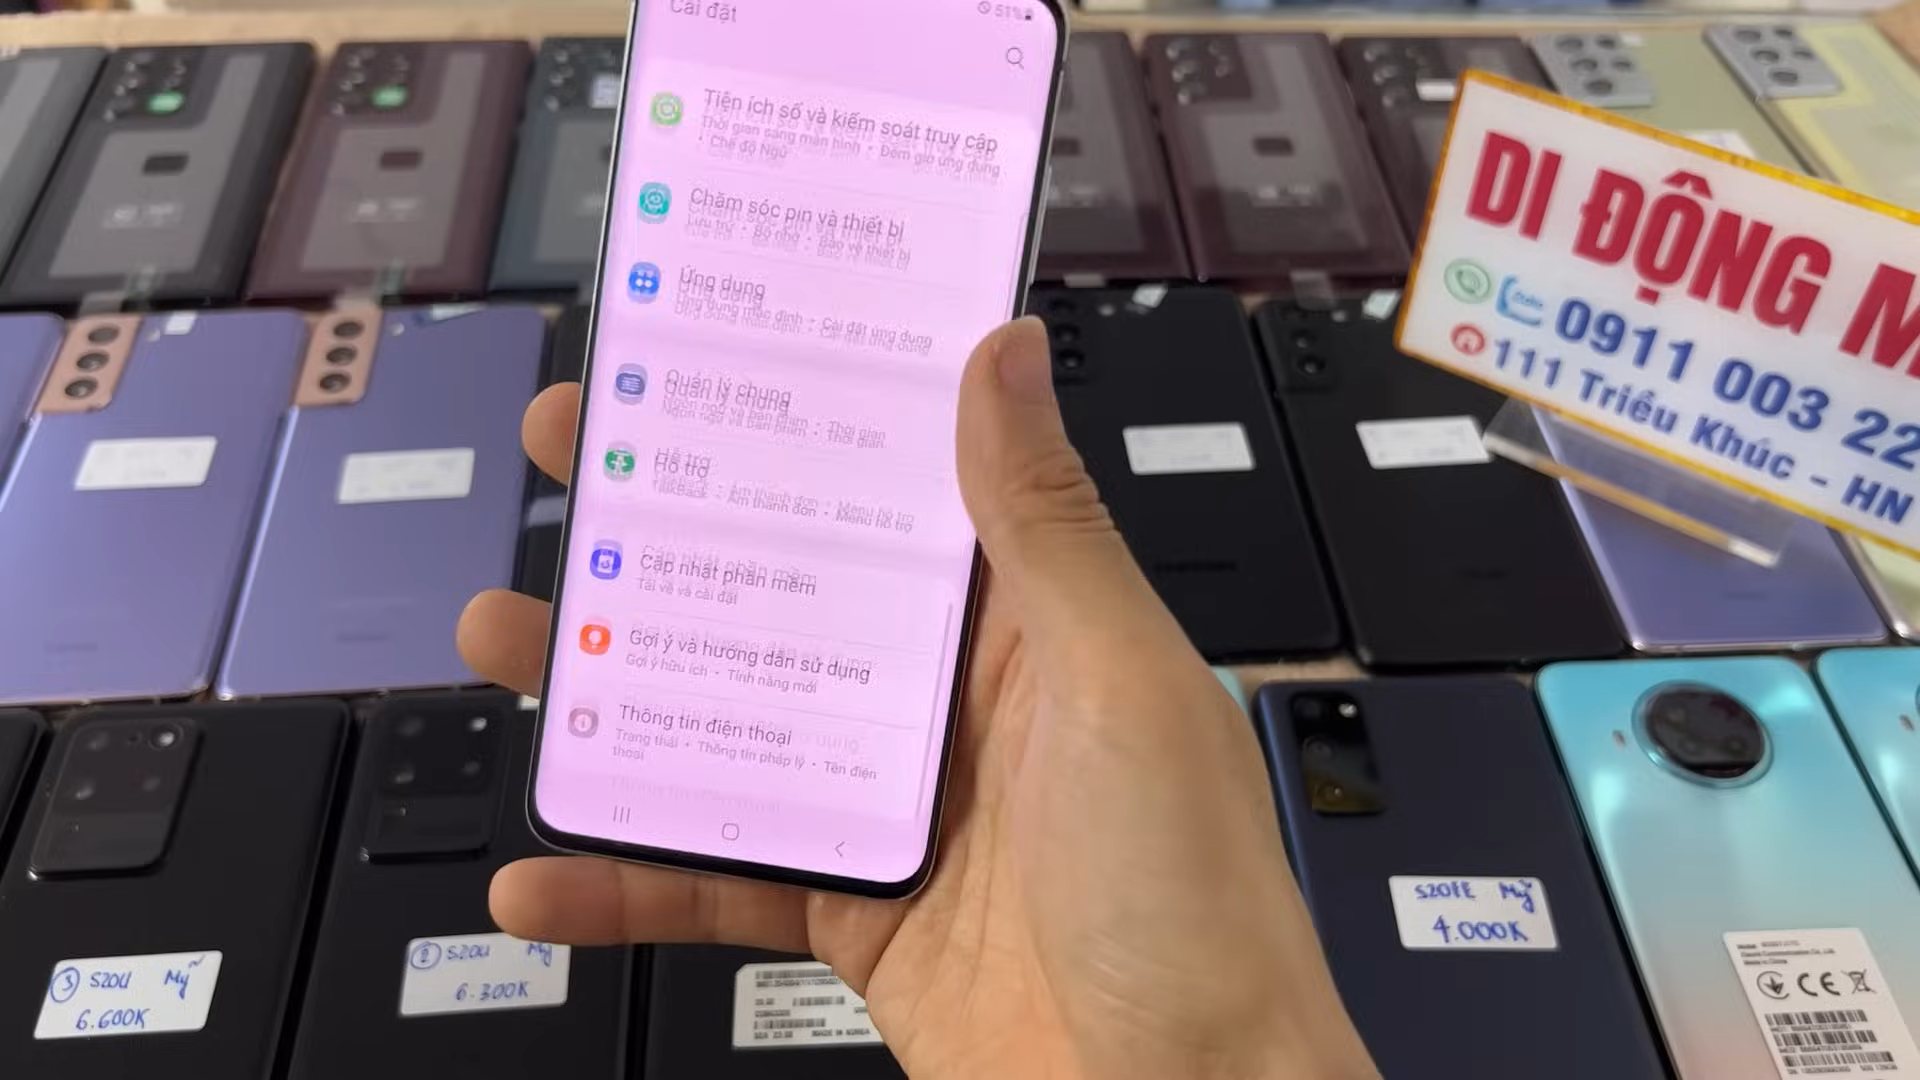 Cài đặt
51%
Tiện ích số và kiểm soát truy cập
Thời gian sử dụng màn hình • Đếm giờ ứng dụng
• Chế độ Ngủ
Chăm sóc pin và thiết bị
Lưu trữ • Bộ nhớ • Bảo vệ thiết bị
Ứng dụng
Ứng dụng mặc định • Cài đặt ứng dụng
Quản lý chung
Ngôn ngữ và bàn phím • Thời gian
Hỗ trợ
TalkBack • Âm thanh đơn • Menu hỗ trợ
Cập nhật phần mềm
Tải về và cài đặt
Gợi ý và hướng dẫn sử dụng
Gợi ý hữu ích • Tính năng mới
Thông tin điện thoại
Trạng thái • Thông tin pháp lý • Tên điện
thoại
DI ĐỘNG M
0911 003 22
111 Triều Khúc - HN
③ S20U Mỹ
6.600K
② S20U Mỹ
6.300K
S20FE Mỹ
4.000K
CE